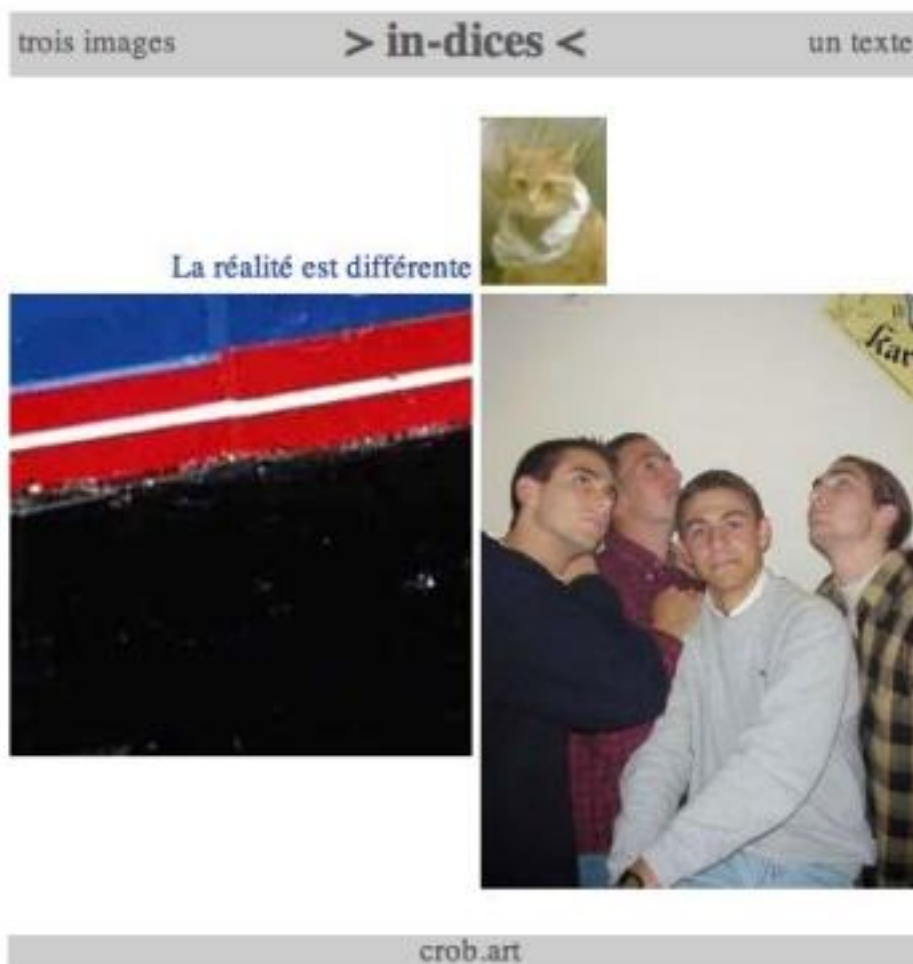 trois images
> in-dices <
un texte
La réalité est différente
crob.art